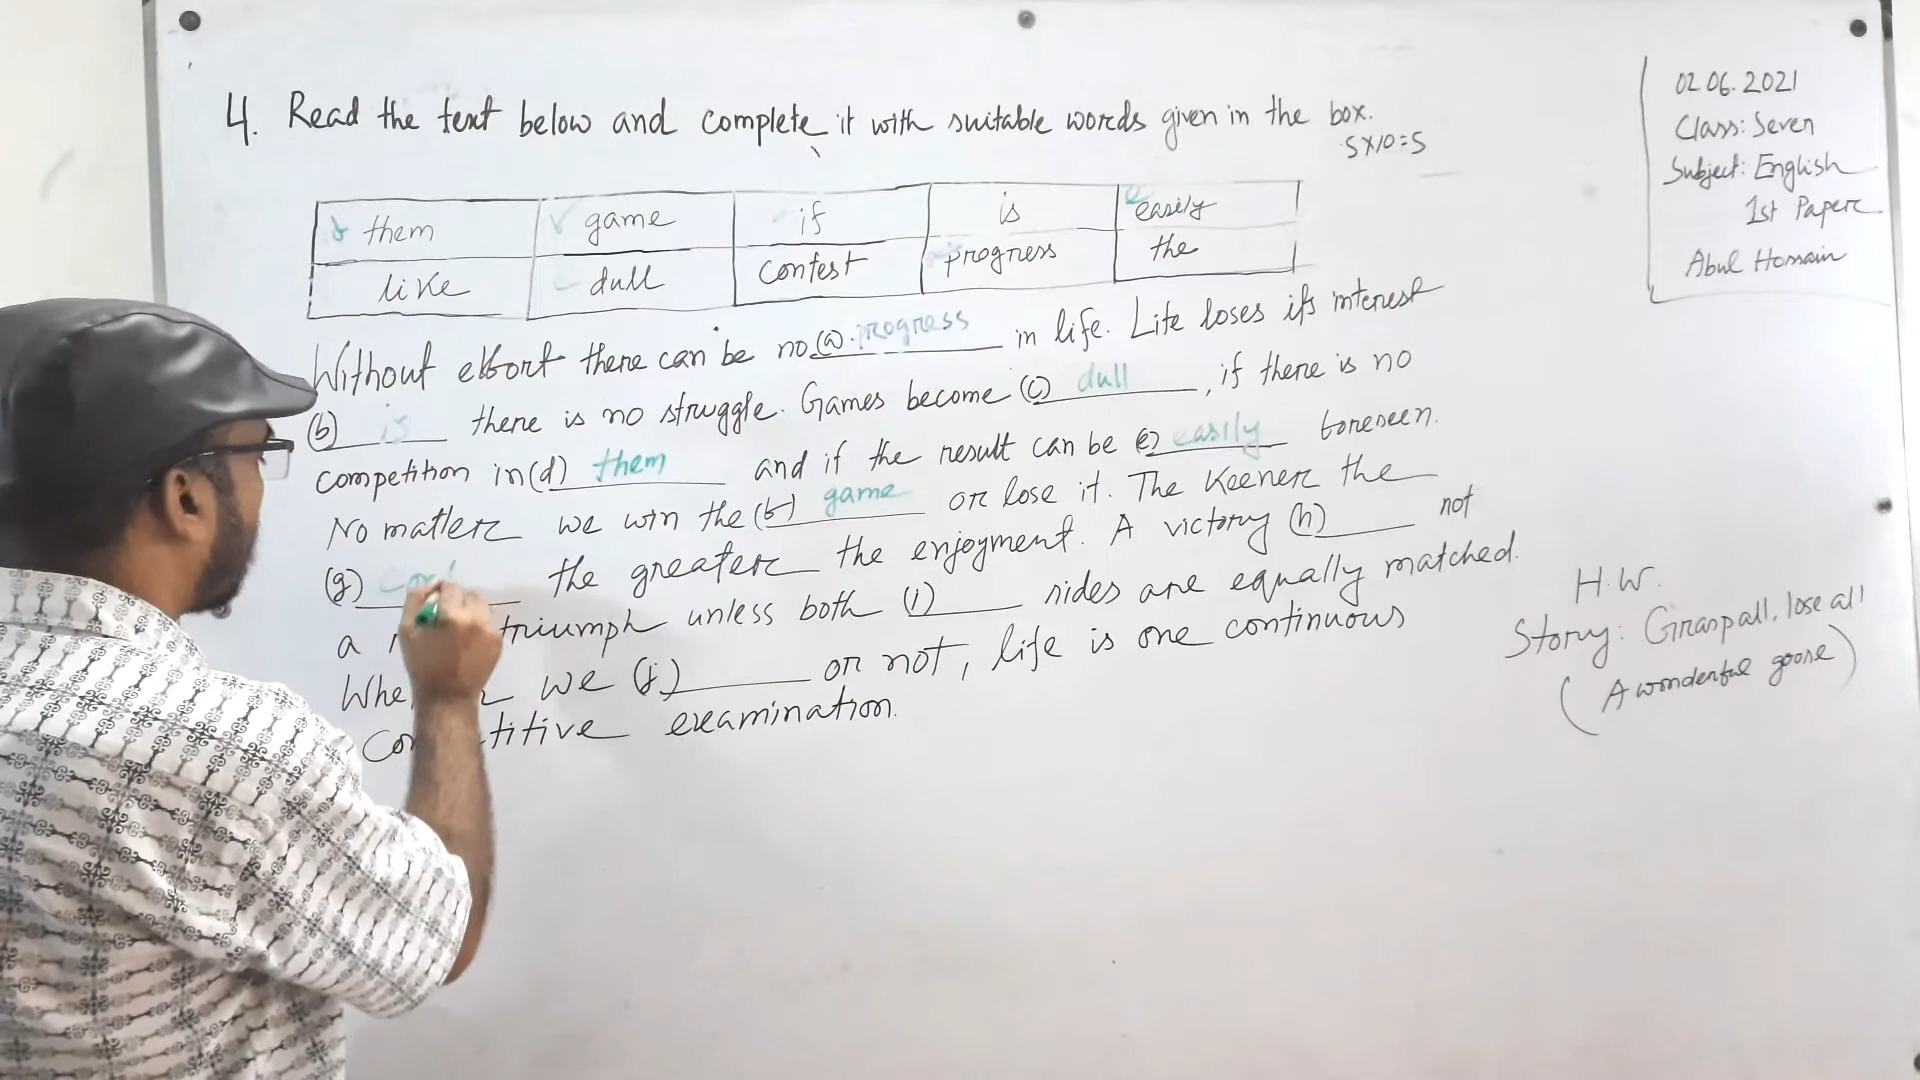 4. Read the text below and complete it with suitable words given in the box.
5X10=5
them game if is easily
like dull contest progress the
Without effort there can be no (a) progress in life. Life loses its interest
(b) there is no struggle. Games become (c) dull, if there is no
competition in (d) them and if the result can be (e) easily foreseen.
No matter we win the (f) game or lose it. The Keener the
(g) the greater the enjoyment. A victory (h) not
a triumph unless both (i) sides are equally matched.
we (j) or not, life is one continuous
examination.
02.06.2021
Class: Seven
Subject: English
1st Paper
Abul Hossain
H.W.
Story: Grasp all, lose all
(A wonderful goose)